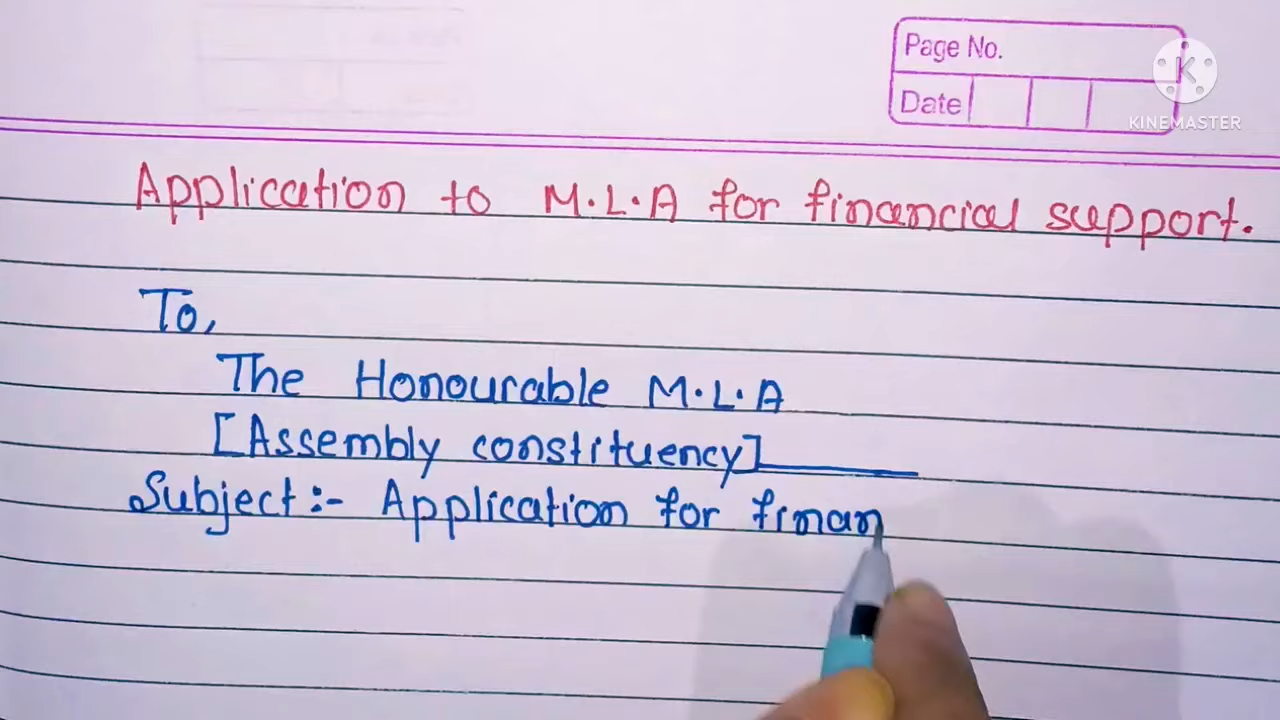 Page No.
Date
KINEMASTER
Application to M.L.A for financial support.
To,
The Honourable M.L.A
[Assembly constituency]
Subject:- Application for finan